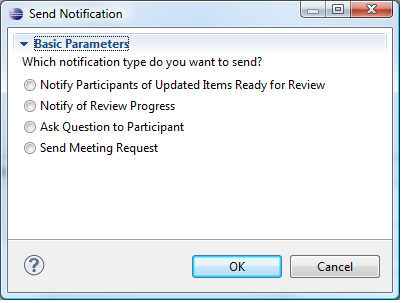 Send Notification
Basic Parameters
Which notification type do you want to send?
Notify Participants of Updated Items Ready for Review
Notify of Review Progress
Ask Question to Participant
Send Meeting Request
?
OK
Cancel